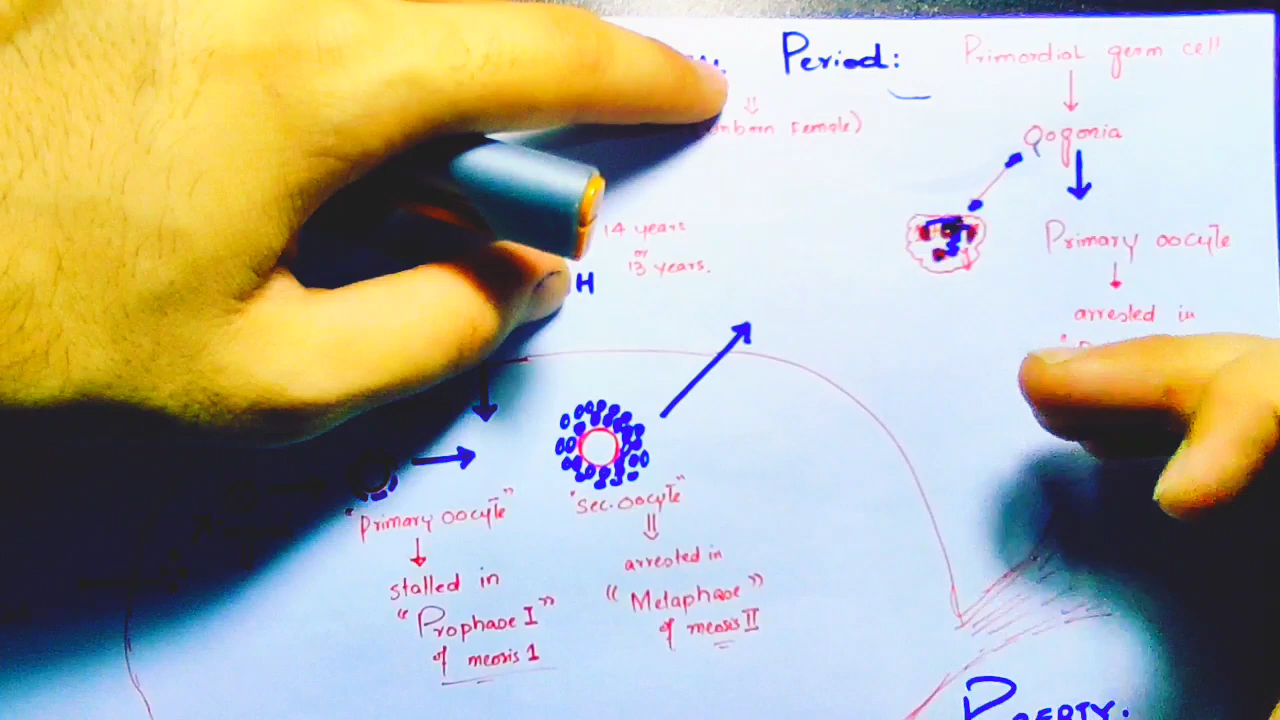 Period:
Primordial germ cell
Female)
Oogonia
14 years
or
13 years.
Primary oocyte
H
arrested in
"Primary oocyte"
"Sec. oocyte"
stalled in
arrested in
"Prophase I"
"Metaphase"
of meosis 1
of meosis II